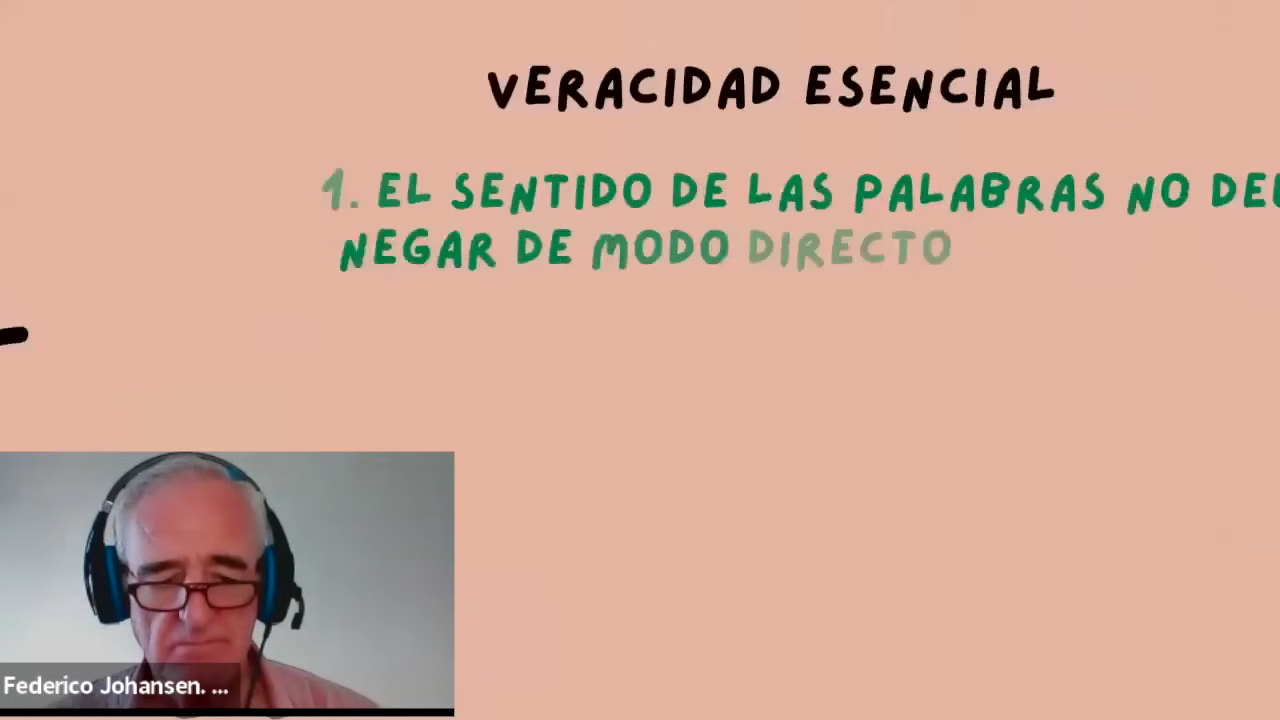 VERACIDAD ESENCIAL
1. EL SENTIDO DE LAS PALABRAS NO
NEGAR DE MODO DIRECTO
Federico Johansen. ...